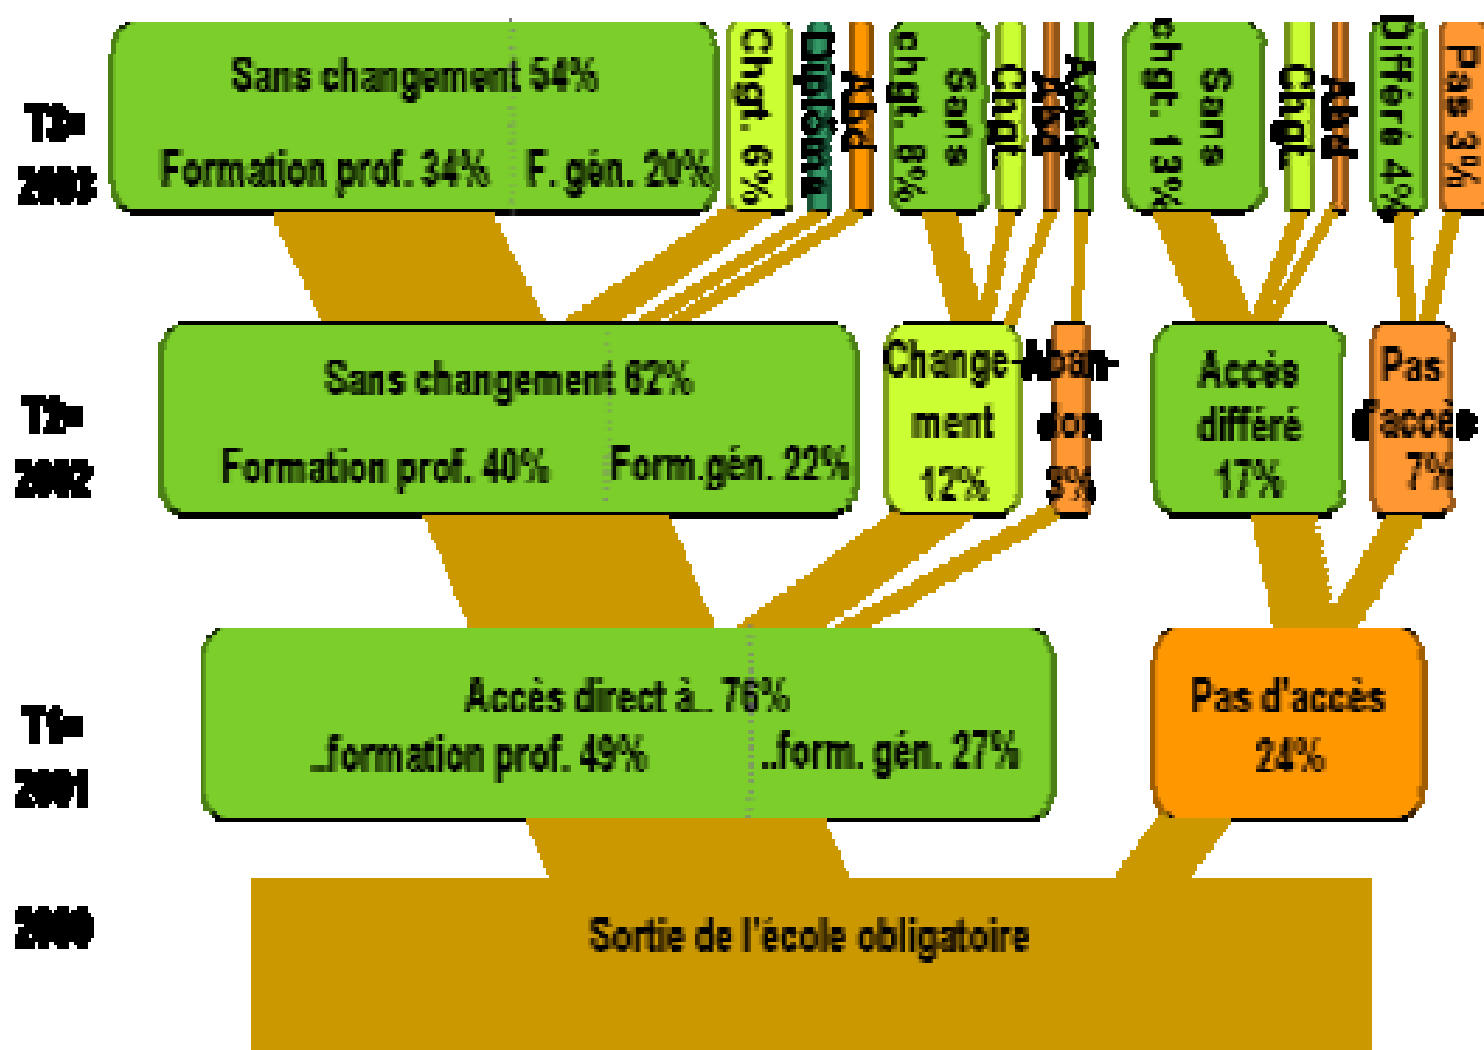 T3=
2003
Sans changement 54%
Formation prof. 34%
F. gén. 20%
Chgt. 6%
Diplôme
Abd
Sans
chgt. 8%
Chgt.
Abd
Accès
Sans
chgt. 13%
Chgt
Abd
Différé 4%
Pas 3%
T2=
2002
Sans changement 62%
Formation prof. 40%
Form.gén. 22%
Change-
ment
12%
Aban-
don
3%
Accès
différé
17%
Pas
d'accès
7%
T1=
2001
Accès direct à.. 76%
..formation prof. 49%
..form. gén. 27%
Pas d'accès
24%
2000
Sortie de l'école obligatoire